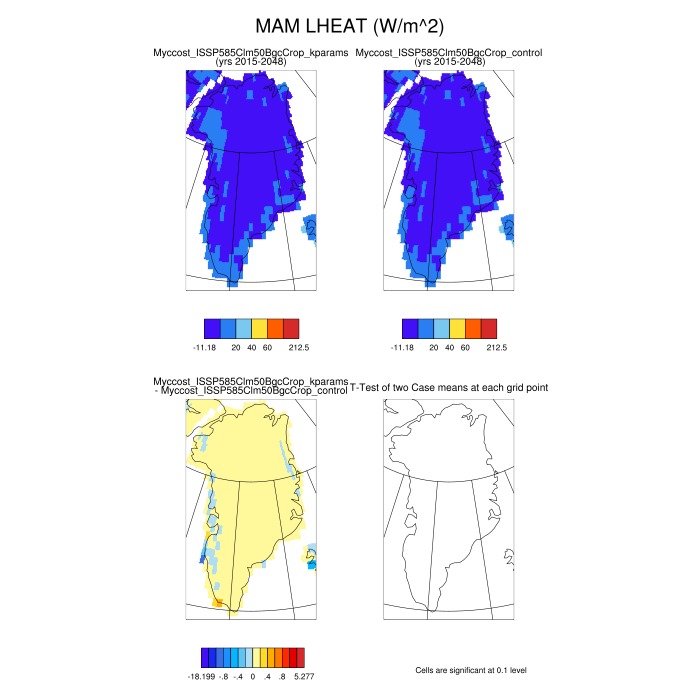 MAM LHEAT (W/m^2)
Myccost_ISSP585Clm50BgcCrop_kparams
(yrs 2015-2048)
Myccost_ISSP585Clm50BgcCrop_control
(yrs 2015-2048)
-11.18 20 40 60 212.5
-11.18 20 40 60 212.5
Myccost_ISSP585Clm50BgcCrop_kparams
- Myccost_ISSP585Clm50BgcCrop_control
T-Test of two Case means at each grid point
-18.199 -.8 -.4 0 .4 .8 5.277
Cells are significant at 0.1 level